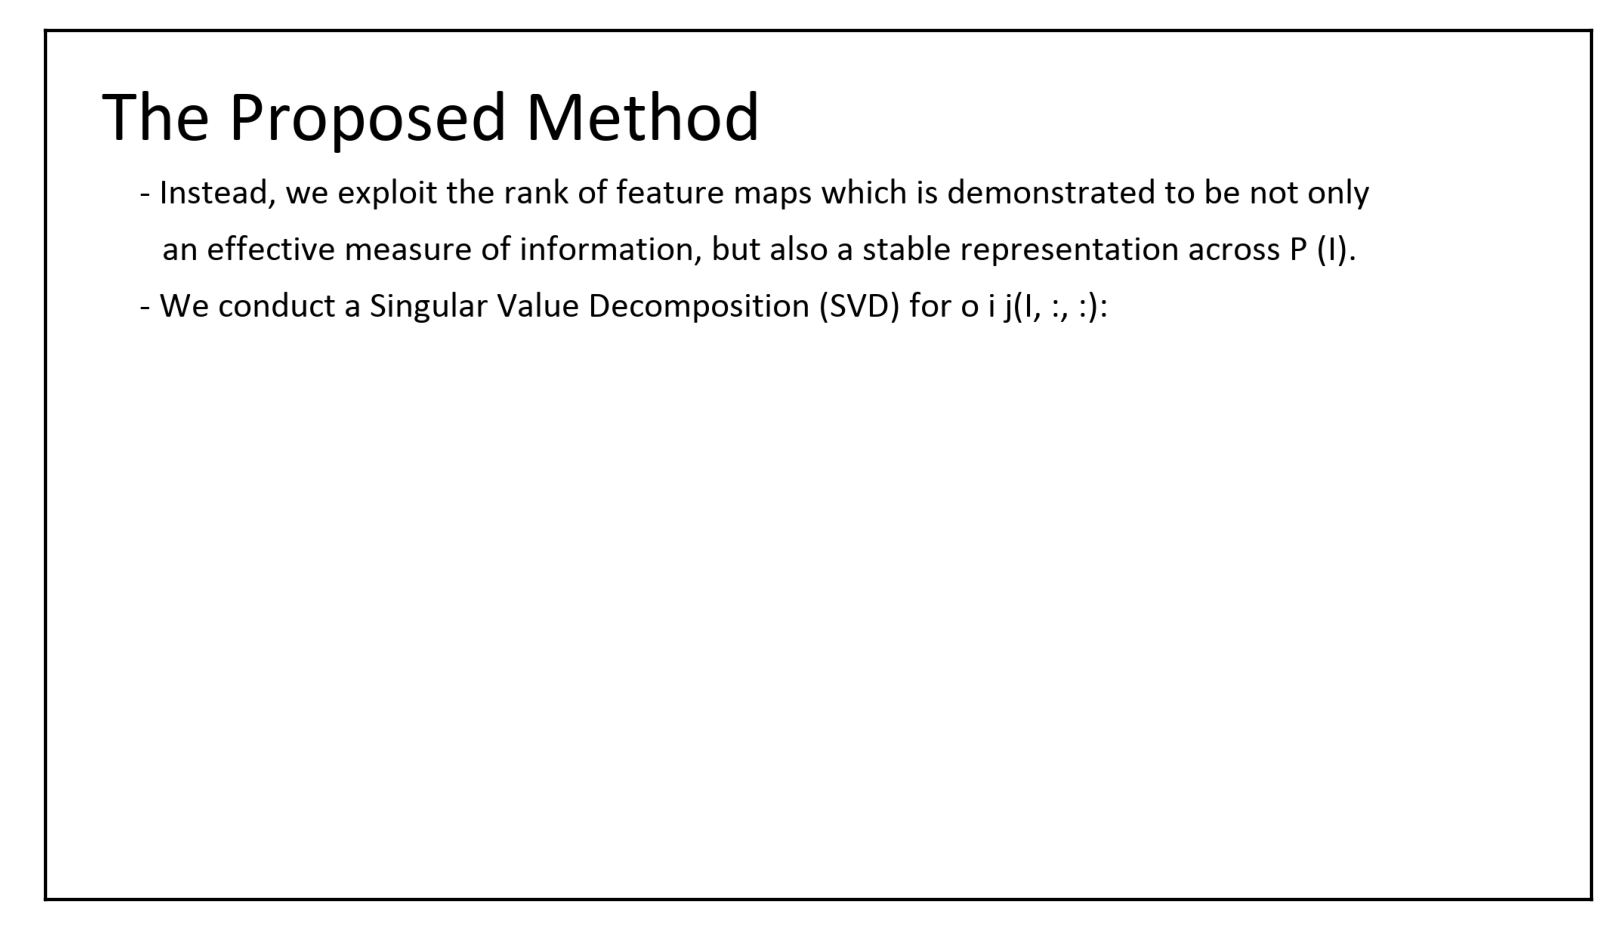 The Proposed Method
- Instead, we exploit the rank of feature maps which is demonstrated to be not only
an effective measure of information, but also a stable representation across P (I).
- We conduct a Singular Value Decomposition (SVD) for o i j(I, :, :):